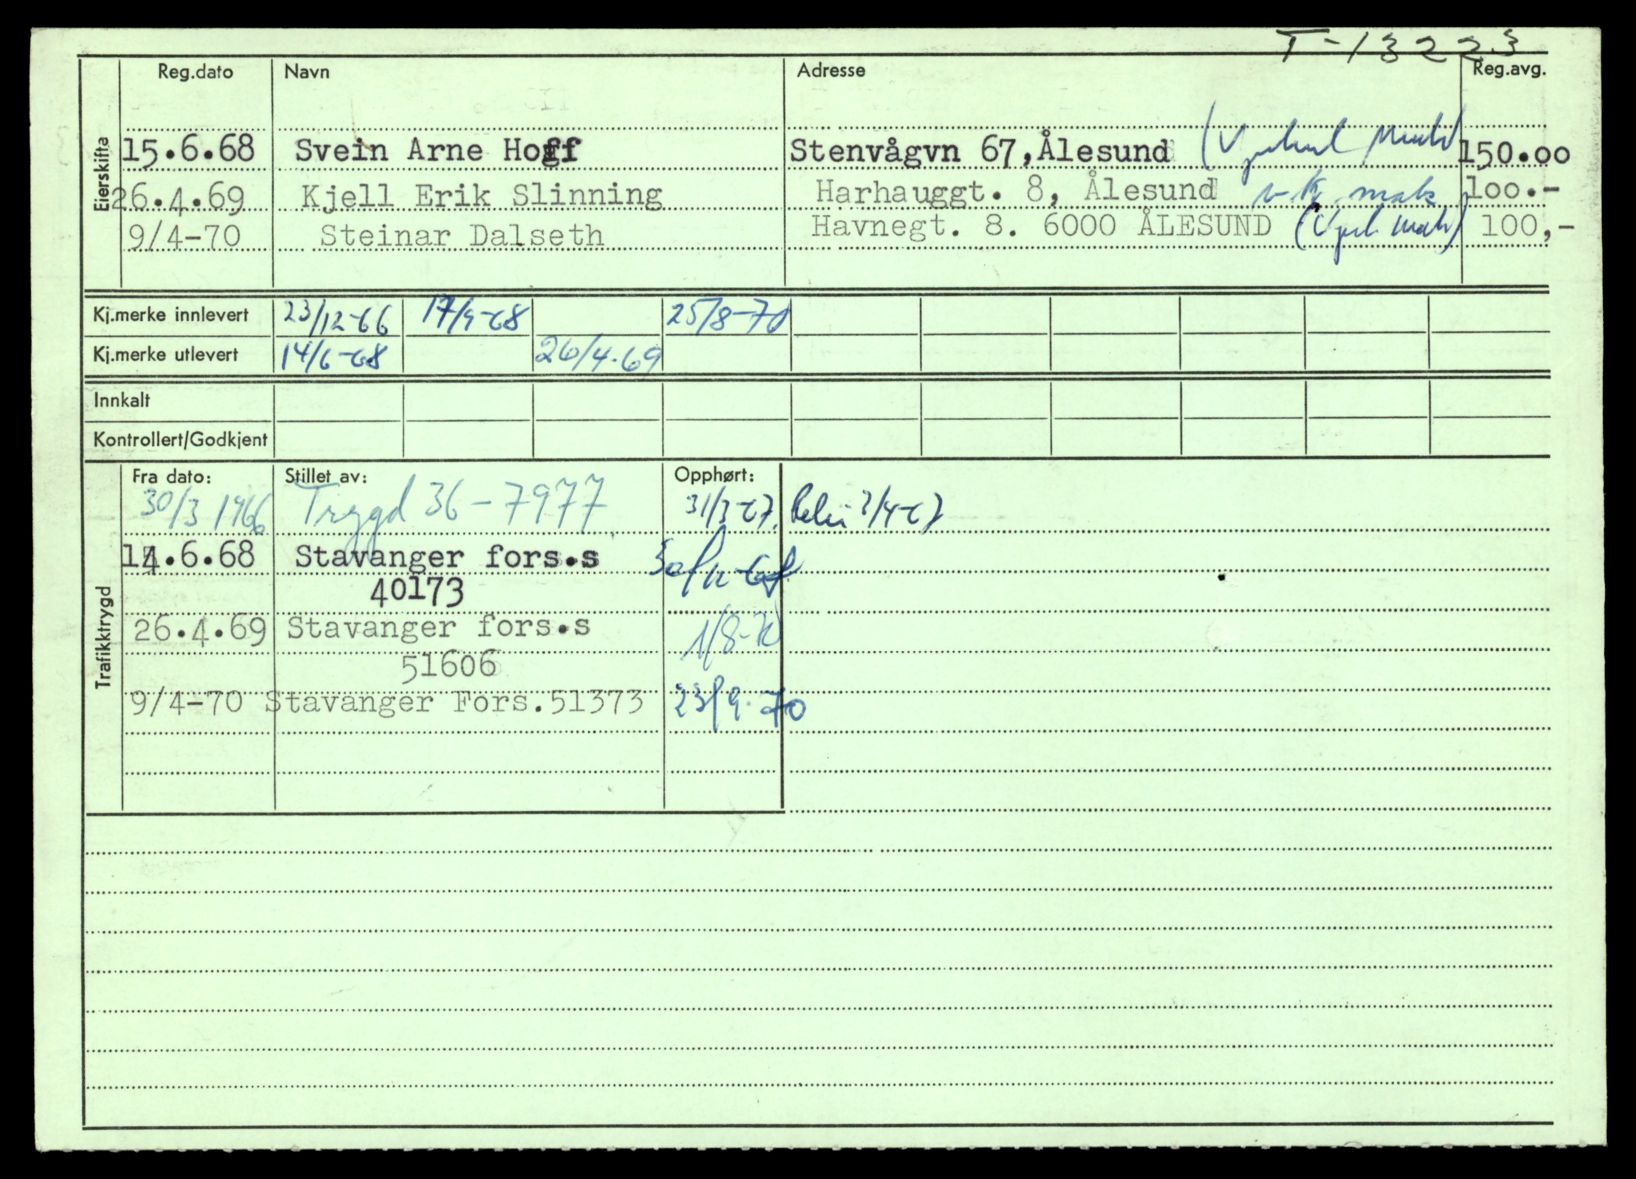 T-13223
Reg.dato Navn Adresse Reg.avg.
Eierskifte
15.6.68 Svein Arne Hoff Stenvågvn 67,Ålesund 150.oo
26.4.69 Kjell Erik Slinning Harhauggt. 8, Ålesund loo.-
9/4-70 Steinar Dalseth Havnegt. 8. 6000 ÅLESUND 100,-
Kj.merke innlevert 23/12-66 17/9-68 25/8-70
Kj.merke utlevert 14/6-68 26/4.69
Innkalt
Kontrollert/Godkjent
Trafikktrygd
Fra dato: Stillet av: Opphørt:
30/3 1966 Trygd 36-7977 31/3-67
14.6.68 Stavanger fors.s
40173
26.4.69 Stavanger fors.s 1/8-70
51606
9/4-70 Stavanger Fors.51373 23/9-70